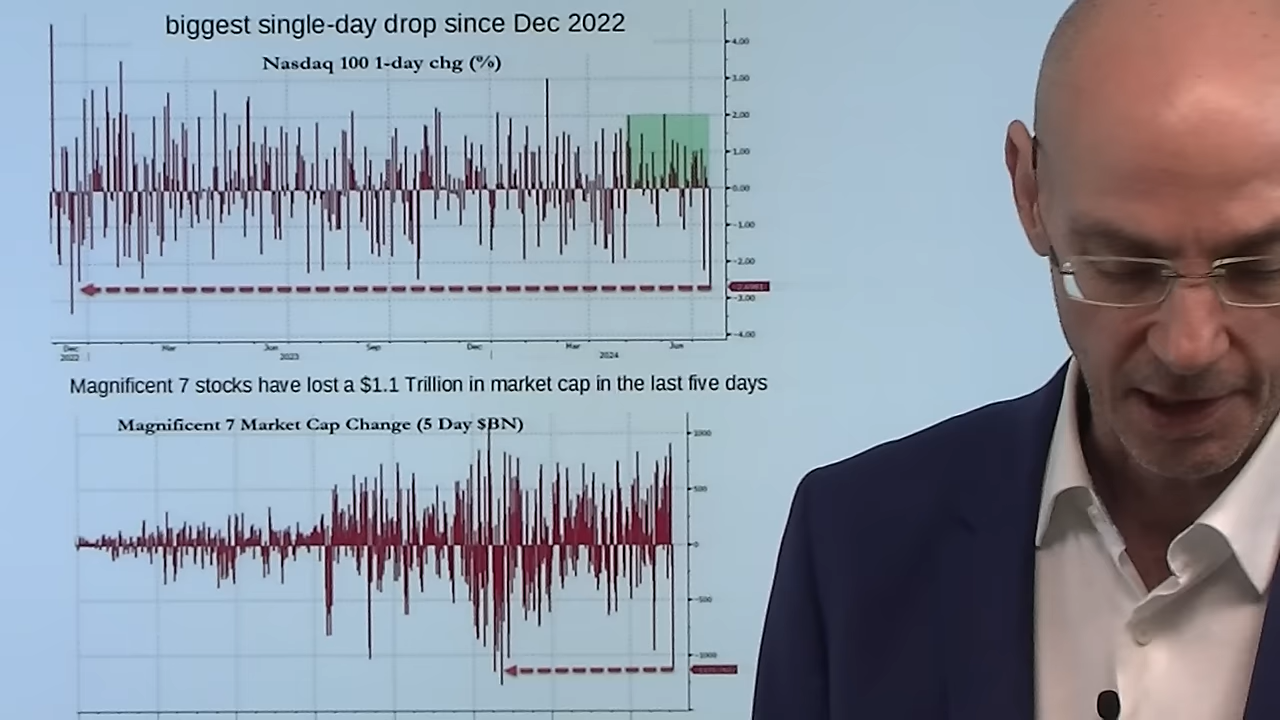 biggest single-day drop since Dec 2022
Nasdaq 100 1-day chg (%)
4.00
3.00
2.00
1.00
0.00
-1.00
-2.00
-3.00
-4.00
Dec Mar Jun Sep Dec Mar Jun
2022 2023 2024
Magnificent 7 stocks have lost a $1.1 Trillion in market cap in the last five days
Magnificent 7 Market Cap Change (5 Day $BN)
1000
500
0
-500
-1000